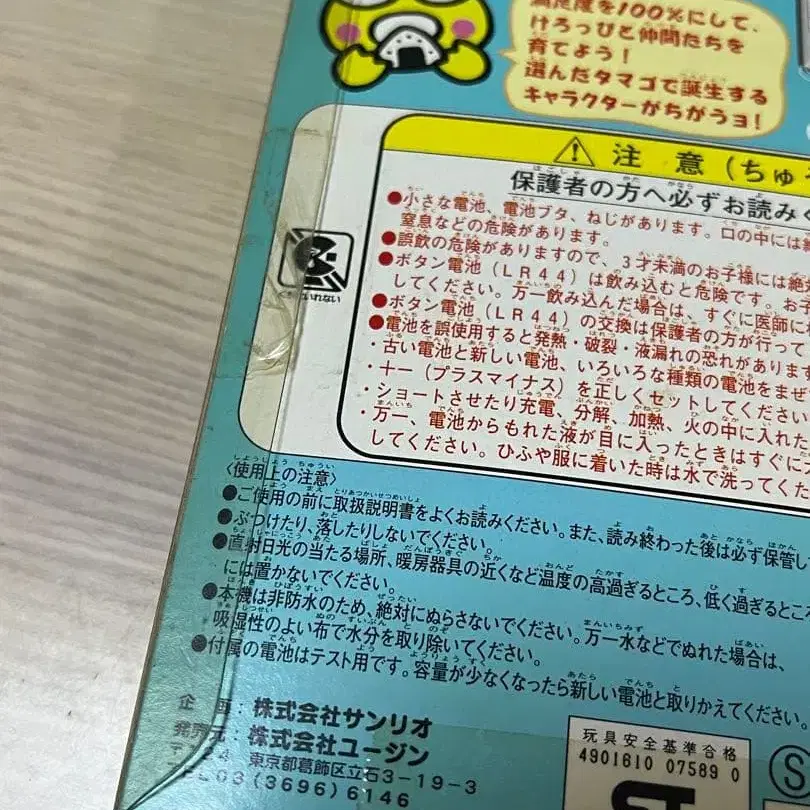 満足度を100%にして、
けろっぴと仲間たちを
育てよう!
選んだタマゴで誕生する
キャラクターがちがうヨ!
注意(ちゅう
保護者の方へ必ずお読みく
●小さな電池、電池ブタ、ねじがあります。口の中には
窒息などの危険があります。
●誤飲の危険がありますので、3才未満のお子様には絶対
●ボタン電池(LR44)は飲み込むと危険です。お子
してください。万一飲み込んだ場合は、すぐに医師に
●ボタン電池(LR44)の交換は保護者の方が行って
●電池を誤使用すると発熱・破裂・液漏れの恐れがあります
・古い電池と新しい電池、いろいろな種類の電池をまぜ
・+-(プラスマイナス)を正しくセットしてください
・ショートさせたり充電、分解、加熱、火の中に入れた
・万一、電池からもれた液が目に入ったときはすぐに
してください。ひふや服に着いた時は水で洗ってくだ
口にいれない
〈使用上の注意〉
●ご使用の前に取扱説明書をよくお読みください。また、読み終わった後は必ず保管し
●ぶつけたり、落したりしないでください。
●直射日光の当たる場所、暖房器具の近くなど温度の高過ぎるところ、低く過ぎるところ
には置かないでください。
●本機は非防水のため、絶対にぬらさないでください。万一水などでぬれた場合は、
吸湿性のよい布で水分を取り除いてください。
●付属の電池はテスト用です。容量が少なくなったら新しい電池と取りかえてください。
企 画:株式会社サンリオ
発売元:株式会社ユージン
東京都葛飾区立石3-19-3
TEL03(3696)6146
玩具安全基準合格
4901610 07589 0
ST
S